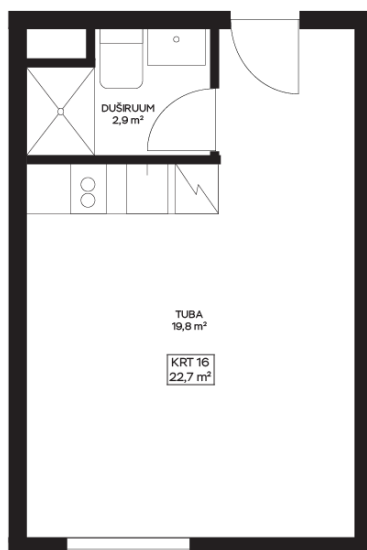 DUŠIRUUM
2,9 m²
TUBA
19,8 m²
KRT 16
22,7 m²